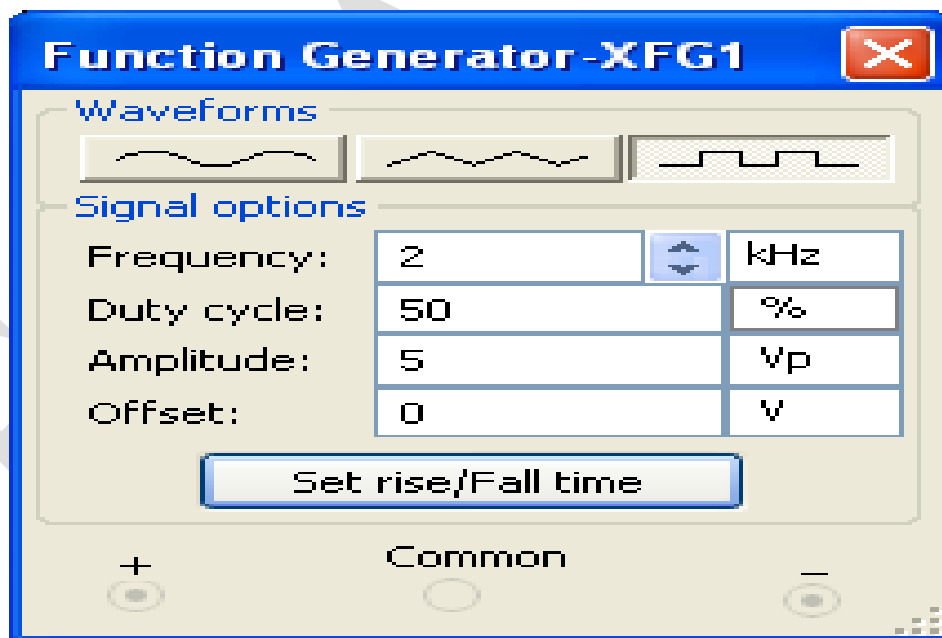 Function Generator-XFG1
Waveforms
Signal options
Frequency: 2 kHz
Duty cycle: 50 %
Amplitude: 5 Vp
Offset: 0 V
Set rise/Fall time
+ Common −